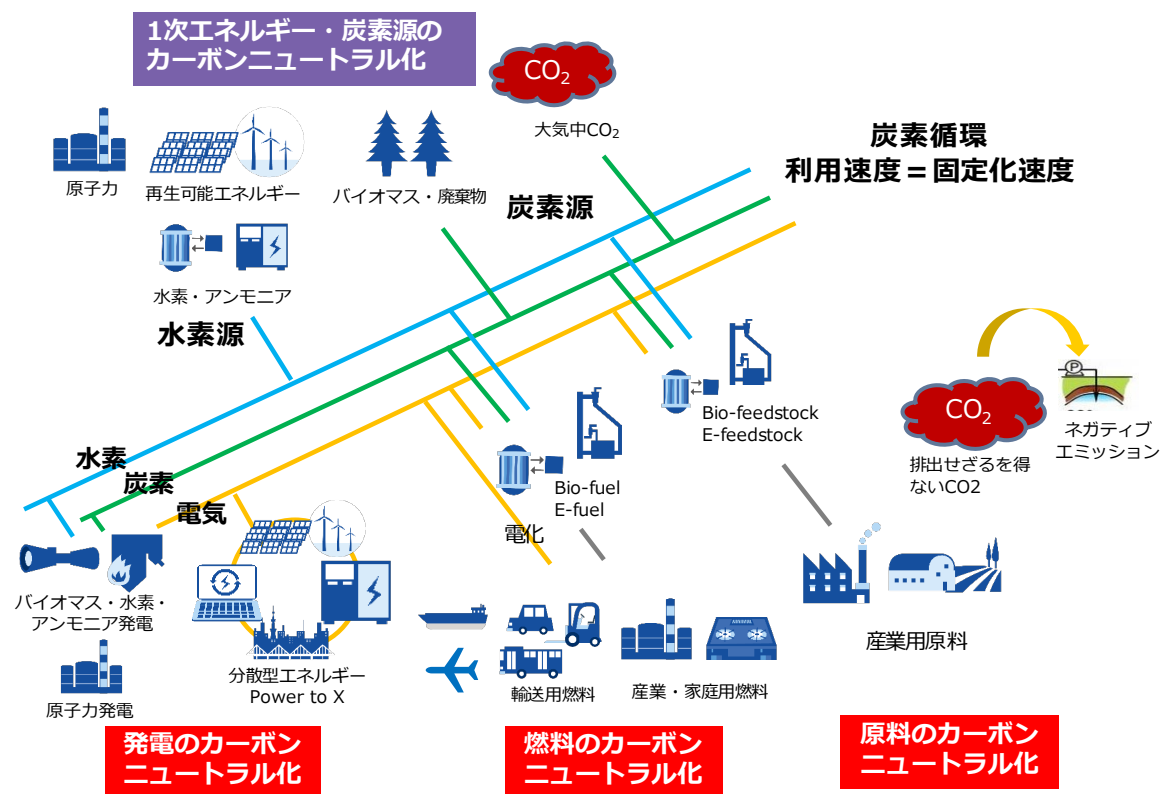 1次エネルギー・炭素源の
カーボンニュートラル化
CO₂
大気中CO₂
炭素循環
利用速度＝固定化速度
原子力
再生可能エネルギー
バイオマス・廃棄物
炭素源
水素・アンモニア
水素源
水素
炭素
電気
Bio-feedstock
E-feedstock
CO₂
P
排出せざるを得
ないCO2
ネガティブ
エミッション
Bio-fuel
E-fuel
電化
バイオマス・水素・
アンモニア発電
原子力発電
分散型エネルギー
Power to X
輸送用燃料
産業・家庭用燃料
産業用原料
発電のカーボン
ニュートラル化
燃料のカーボン
ニュートラル化
原料のカーボン
ニュートラル化